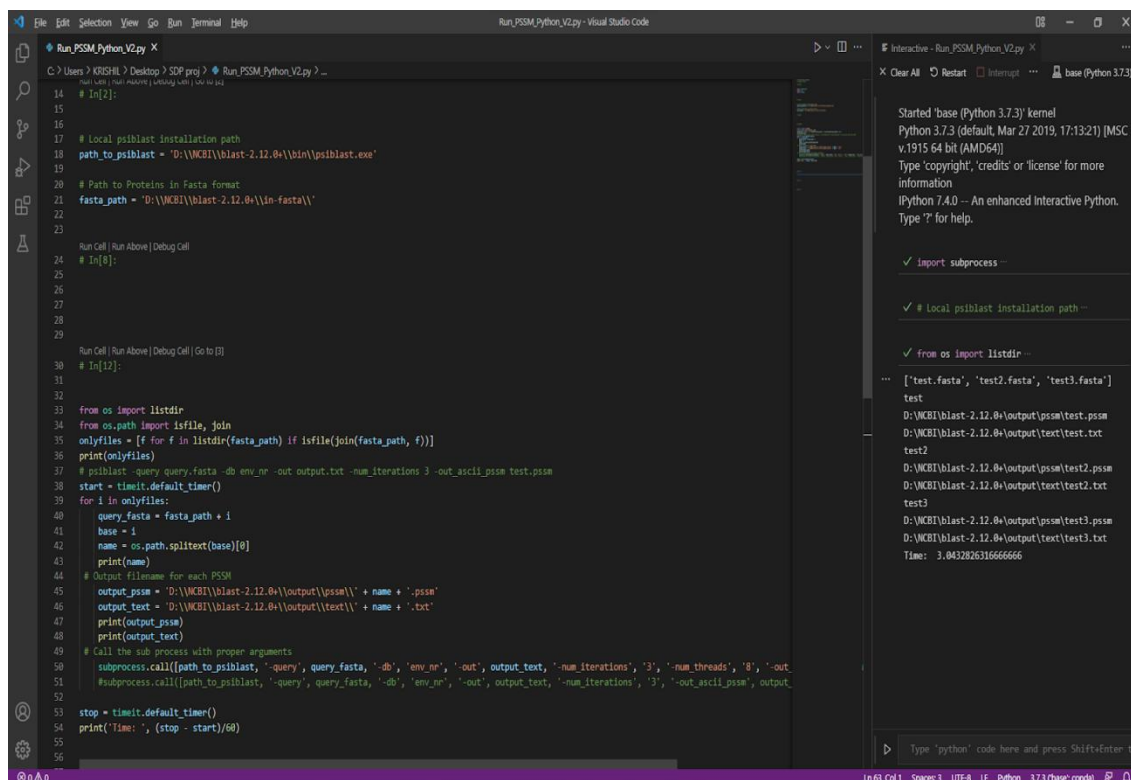 File Edit Selection View Go Run Terminal Help
Run_PSSM_Python_V2.py - Visual Studio Code
Run_PSSM_Python_V2.py
C: > Users > KRISHIL > Desktop > SDP proj > Run_PSSM_Python_V2.py > ...
Run Cell | Run Above | Debug Cell | Go to [2]
14 # In[2]:
15
16
17 # Local psiblast installation path
18 path_to_psiblast = 'D:\\NCBI\\blast-2.12.0+\\bin\\psiblast.exe'
19
20 # Path to Proteins in Fasta format
21 fasta_path = 'D:\\NCBI\\blast-2.12.0+\\in-fasta\\'
22
23
Run Cell | Run Above | Debug Cell
24 # In[8]:
25
26
27
28
29
Run Cell | Run Above | Debug Cell | Go to [3]
30 # In[12]:
31
32
33 from os import listdir
34 from os.path import isfile, join
35 onlyfiles = [f for f in listdir(fasta_path) if isfile(join(fasta_path, f))]
36 print(onlyfiles)
37 # psiblast -query query.fasta -db env_nr -out output.txt -num_iterations 3 -out_ascii_pssm test.pssm
38 start = timeit.default_timer()
39 for i in onlyfiles:
40 query_fasta = fasta_path + i
41 base = i
42 name = os.path.splitext(base)[0]
43 print(name)
44 # Output filename for each PSSM
45 output_pssm = 'D:\\NCBI\\blast-2.12.0+\\output\\pssm\\' + name + '.pssm'
46 output_text = 'D:\\NCBI\\blast-2.12.0+\\output\\text\\' + name + '.txt'
47 print(output_pssm)
48 print(output_text)
49 # Call the sub process with proper arguments
50 subprocess.call([path_to_psiblast, '-query', query_fasta, '-db', 'env_nr', '-out', output_text, '-num_iterations', '3', '-num_threads', '8', '-out_
51 #subprocess.call([path_to_psiblast, '-query', query_fasta, '-db', 'env_nr', '-out', output_text, '-num_iterations', '3', '-out_ascii_pssm', output_
52
53 stop = timeit.default_timer()
54 print('Time: ', (stop - start)/60)
55
56
Interactive - Run_PSSM_Python_V2.py
Clear All Restart Interrupt ... base (Python 3.7.3)
Started 'base (Python 3.7.3)' kernel
Python 3.7.3 (default, Mar 27 2019, 17:13:21) [MSC
v.1915 64 bit (AMD64)]
Type 'copyright', 'credits' or 'license' for more
information
IPython 7.4.0 -- An enhanced Interactive Python.
Type '?' for help.
import subprocess ...
# Local psiblast installation path ...
from os import listdir ...
... ['test.fasta', 'test2.fasta', 'test3.fasta']
test
D:\NCBI\blast-2.12.0+\output\pssm\test.pssm
D:\NCBI\blast-2.12.0+\output\text\test.txt
test2
D:\NCBI\blast-2.12.0+\output\pssm\test2.pssm
D:\NCBI\blast-2.12.0+\output\text\test2.txt
test3
D:\NCBI\blast-2.12.0+\output\pssm\test3.pssm
D:\NCBI\blast-2.12.0+\output\text\test3.txt
Time: 3.0432826316666666
Type 'python' code here and press Shift+Enter t
0 0
Ln 63, Col 1 Spaces: 3 UTF-8 LF Python 3.7.3 ('base': conda)